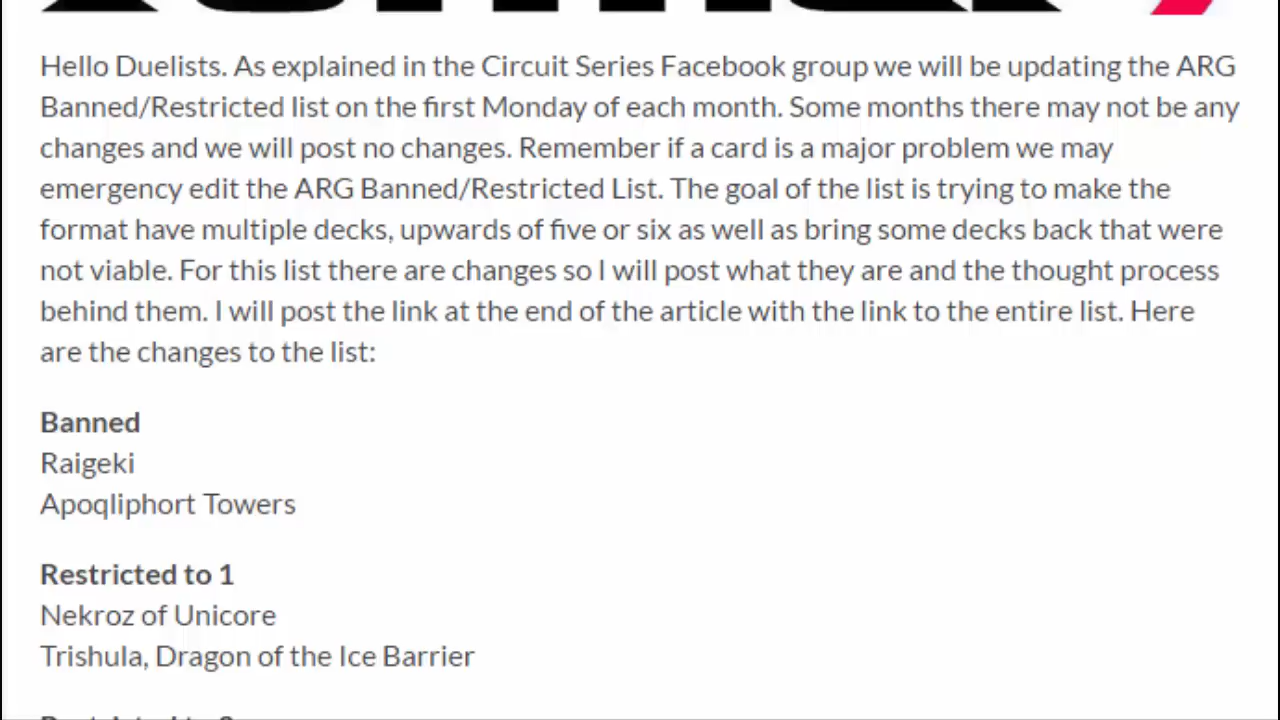 Hello Duelists. As explained in the Circuit Series Facebook group we will be updating the ARG
Banned/Restricted list on the first Monday of each month. Some months there may not be any
changes and we will post no changes. Remember if a card is a major problem we may
emergency edit the ARG Banned/Restricted List. The goal of the list is trying to make the
format have multiple decks, upwards of five or six as well as bring some decks back that were
not viable. For this list there are changes so I will post what they are and the thought process
behind them. I will post the link at the end of the article with the link to the entire list. Here
are the changes to the list:
Banned
Raigeki
Apoqliphort Towers
Restricted to 1
Nekroz of Unicore
Trishula, Dragon of the Ice Barrier